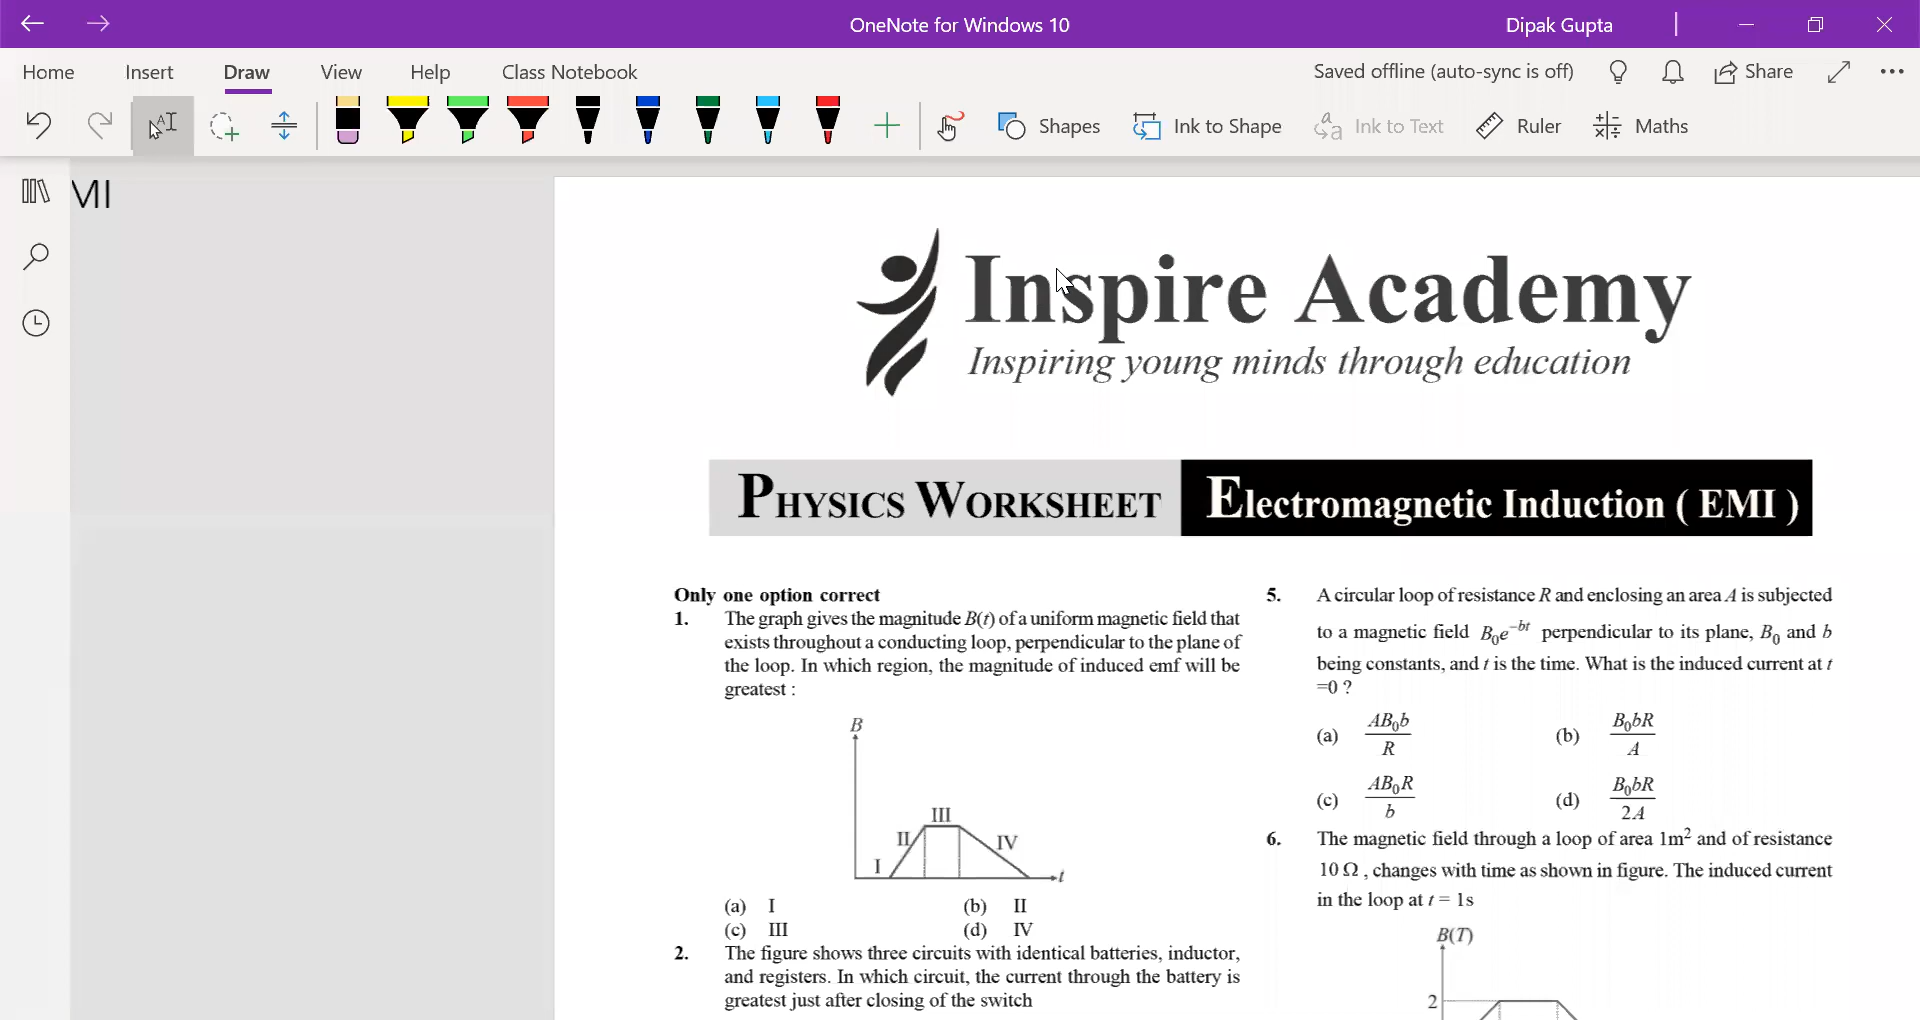 OneNote for Windows 10
Dipak Gupta
Home Insert Draw View Help Class Notebook
Saved offline (auto-sync is off) Share
Shapes Ink to Shape Ink to Text Ruler Maths
MI
Inspire Academy
Inspiring young minds through education
PHYSICS WORKSHEET Electromagnetic Induction ( EMI )
Only one option correct
1. The graph gives the magnitude B(t) of a uniform magnetic field that
exists throughout a conducting loop, perpendicular to the plane of
the loop. In which region, the magnitude of induced emf will be
greatest :
B
III
II IV
I
t
(a) I (b) II
(c) III (d) IV
2. The figure shows three circuits with identical batteries, inductor,
and registers. In which circuit, the current through the battery is
greatest just after closing of the switch
5. A circular loop of resistance R and enclosing an area A is subjected
to a magnetic field B₀e⁻ᵇᵗ perpendicular to its plane, B₀ and b
being constants, and t is the time. What is the induced current at t
=0 ?
(a) AB₀b/R (b) B₀bR/A
(c) AB₀R/b (d) B₀bR/2A
6. The magnetic field through a loop of area 1m² and of resistance
10 Ω , changes with time as shown in figure. The induced current
in the loop at t = 1s
B(T)
2